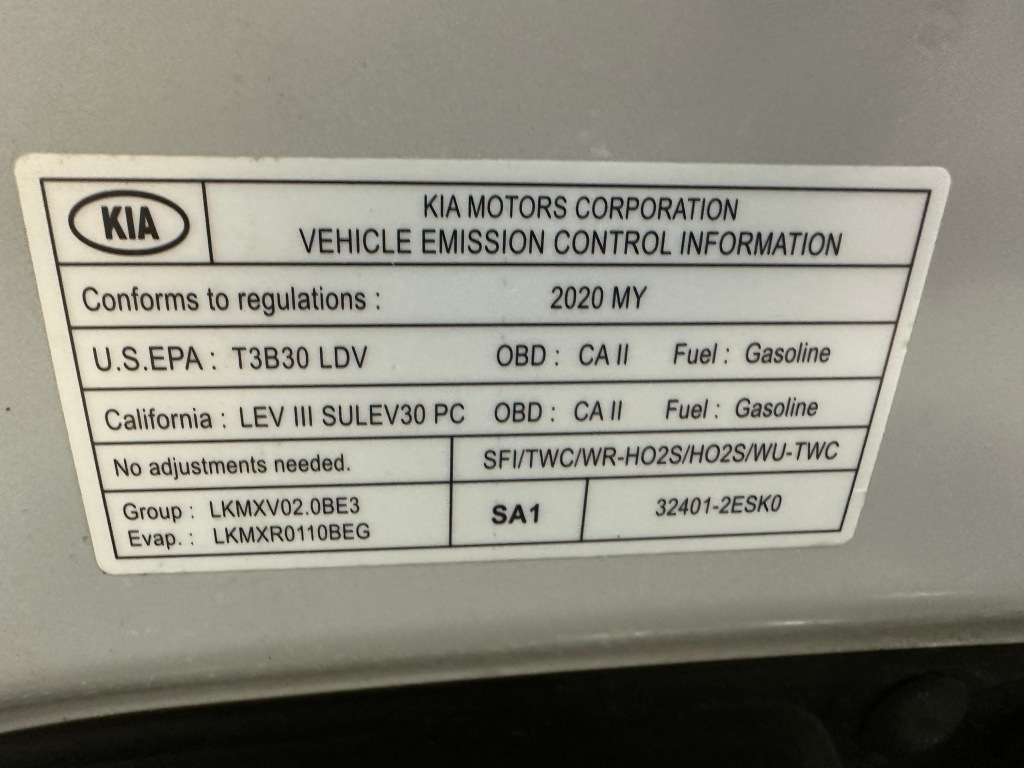 KIA
KIA MOTORS CORPORATION
VEHICLE EMISSION CONTROL INFORMATION
Conforms to regulations : 2020 MY
U.S.EPA : T3B30 LDV OBD : CA II Fuel : Gasoline
California : LEV III SULEV30 PC OBD : CA II Fuel : Gasoline
No adjustments needed. SFI/TWC/WR-HO2S/HO2S/WU-TWC
Group : LKMXV02.0BE3
Evap. : LKMXR0110BEG
SA1
32401-2ESK0